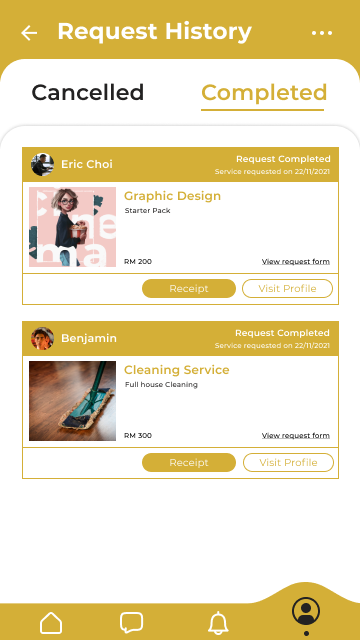 Request History
Cancelled
Completed
Eric Choi
Request Completed
Service requested on 22/11/2021
cine
ma
Graphic Design
Starter Pack
RM 200
View request form
Receipt
Visit Profile
Benjamin
Request Completed
Service requested on 22/11/2021
Cleaning Service
Full house Cleaning
RM 300
View request form
Receipt
Visit Profile